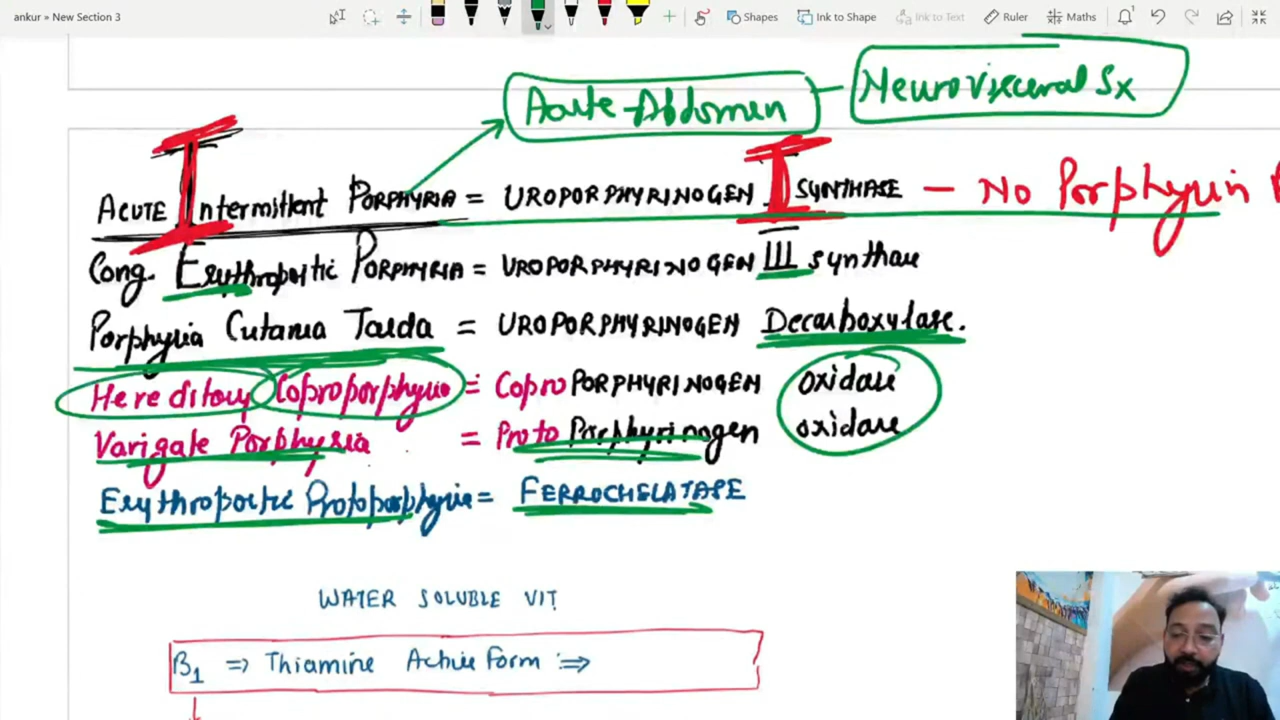 ankur » New Section 3
Shapes Ink to Shape Ink to Text Ruler Maths
Acute Abdomen Neurovisceral Sx
ACUTE Intermittent PORPHYRIA = UROPORPHYRINOGEN I SYNTHASE — No Porphyrin
Cong. Erythropoitic PORPHYRIA = UROPORPHYRINOGEN III synthase
Porphyria Cutania Tarda = UROPORPHYRINOGEN Decarboxylase.
Hereditary Coproporphyria = CoproPORPHYRINOGEN oxidase
Varigate Porphyria = Proto Porphyrinogen oxidase
Erythropoetic Protoporphyria = FERROCHELATASE
WATER SOLUBLE VIT
B1 ⇒ Thiamine Active Form ⇒